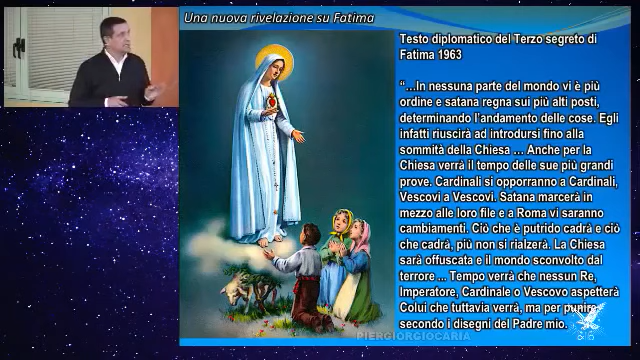 Una nuova rivelazione su Fatima
Testo diplomatico del Terzo segreto di
Fatima 1963
“…In nessuna parte del mondo vi è più
ordine e satana regna sui più alti posti,
determinando l’andamento delle cose. Egli
infatti riuscirà ad introdursi fino alla
sommità della Chiesa … Anche per la
Chiesa verrà il tempo delle sue più grandi
prove. Cardinali si opporranno a Cardinali,
Vescovi a Vescovi. Satana marcerà in
mezzo alle loro file e a Roma vi saranno
cambiamenti. Ciò che è putrido cadrà e ciò
che cadrà, più non si rialzerà. La Chiesa
sarà offuscata e il mondo sconvolto dal
terrore ... Tempo verrà che nessun Re,
Imperatore, Cardinale o Vescovo aspetterà
Colui che tuttavia verrà, ma per punire
secondo i disegni del Padre mio.
PIERGIORGIOCARIA